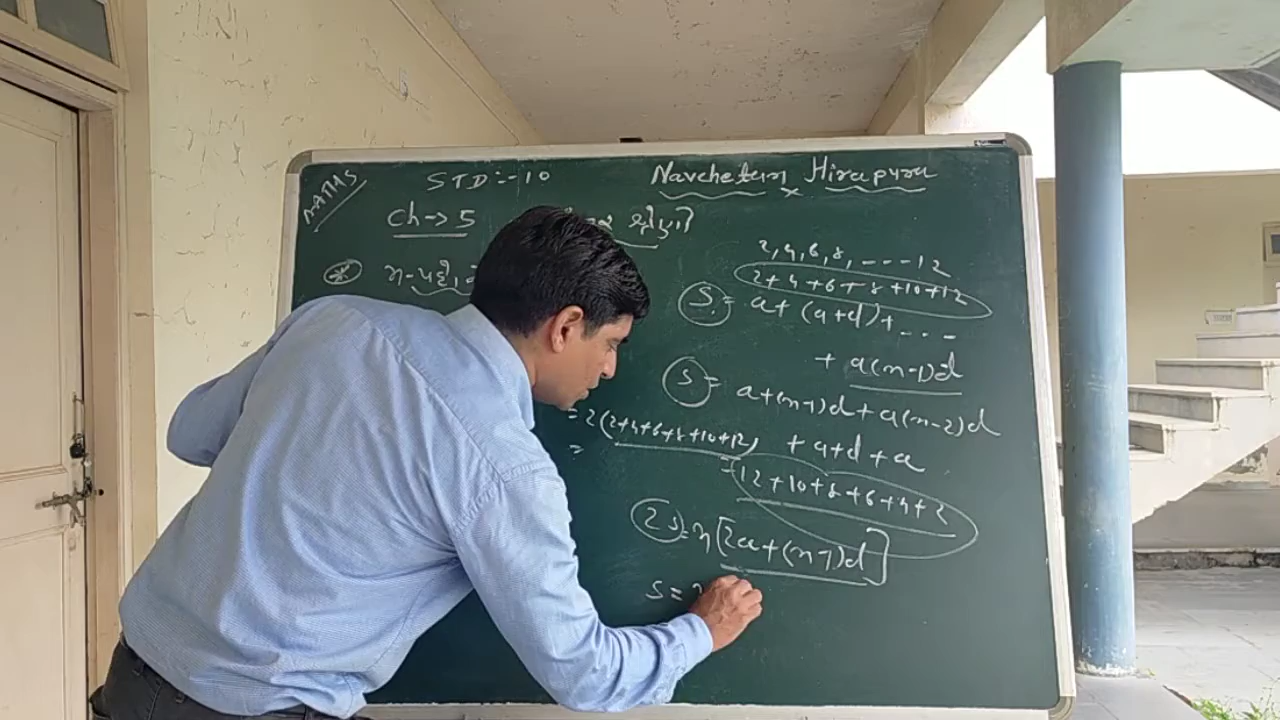 MATHS
STD:-10
Navchetan × Hirapura
Ch→5
श्रेणी
2, 4, 6, 8, ---- 12
2+4+6+8+10+12
S = a+(a+d)+---
+ a(n-1)d
S = a+(n-1)d+a(n-2)d
+ a+d+a
= 2(2+4+6+8+10+12)
=
= 12+10+8+6+4+2
2S = n[2a+(n-1)d]
S =